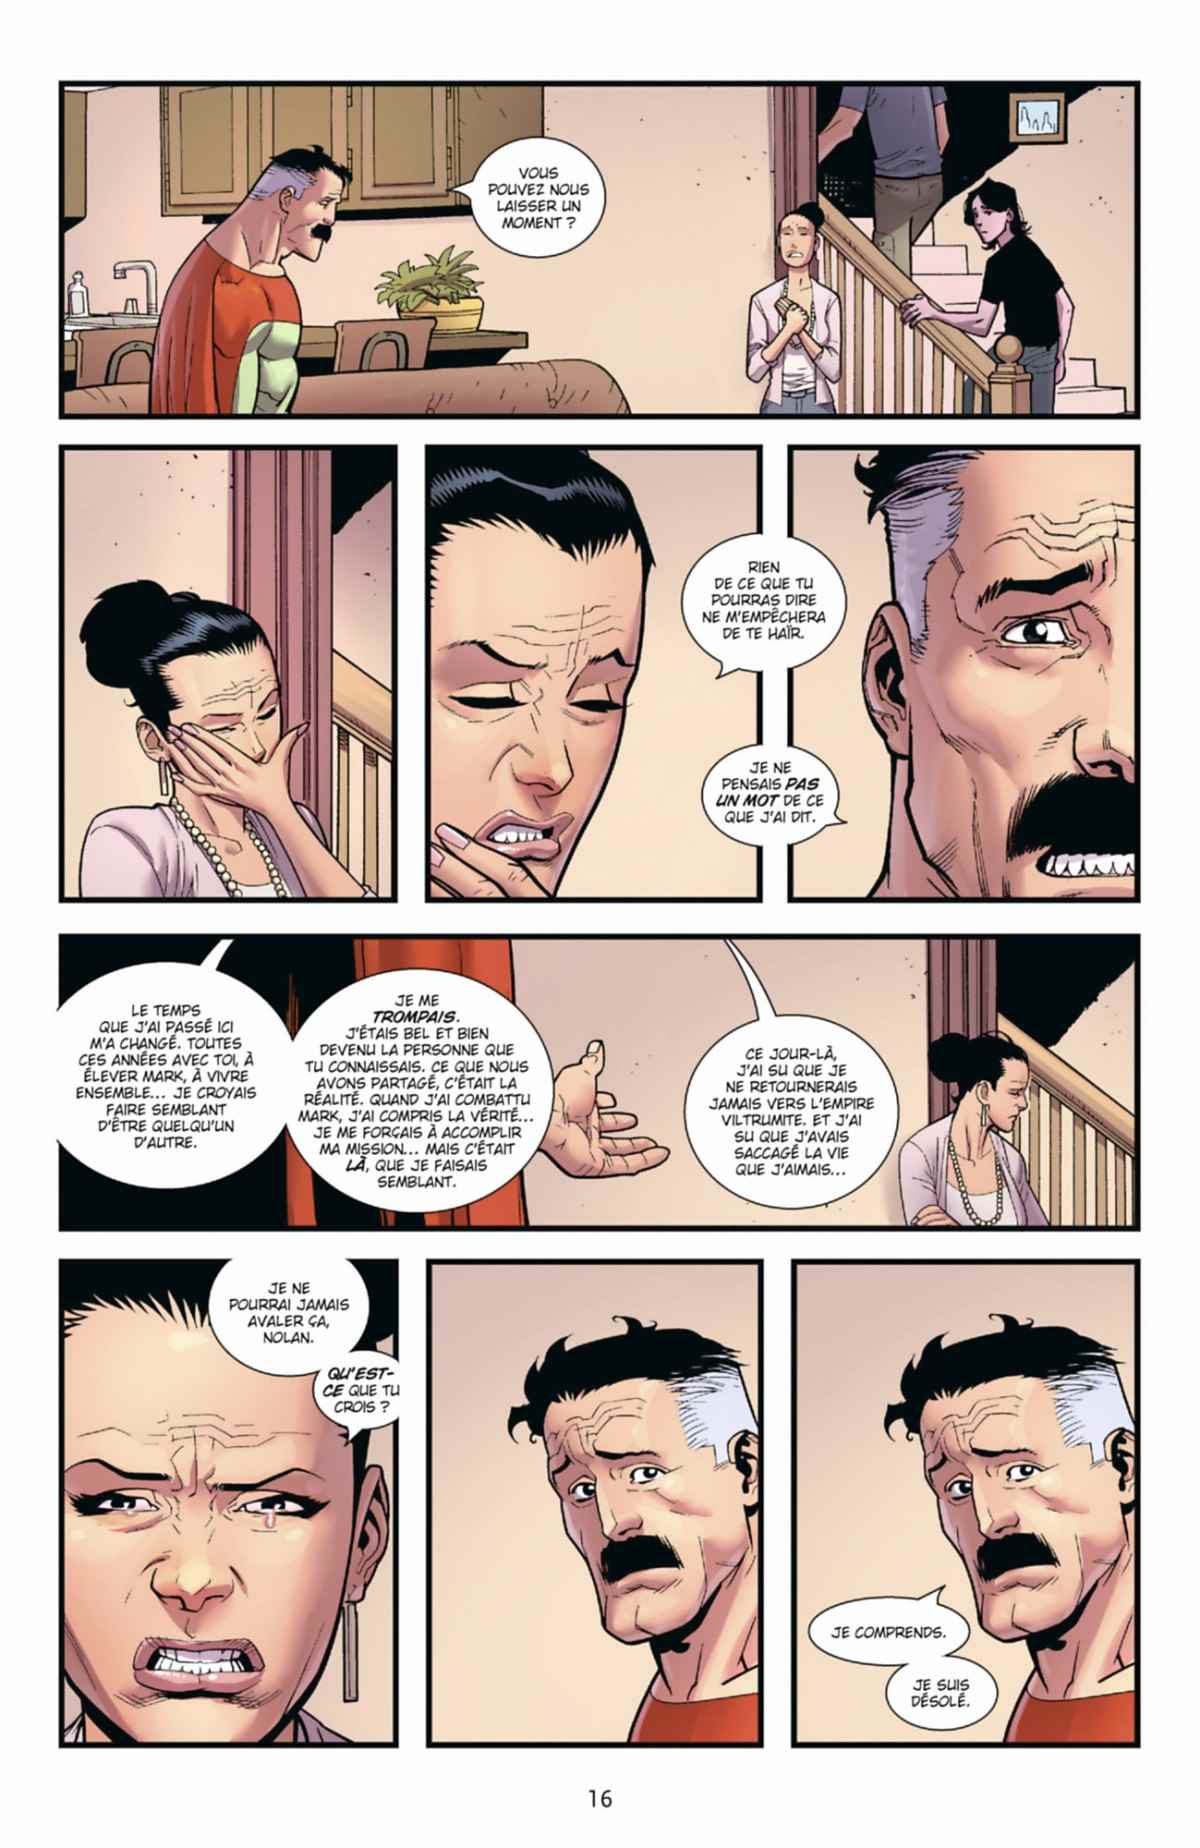 VOUS
POUVEZ NOUS
LAISSER UN
MOMENT ?
RIEN
DE CE QUE TU
POURRAS DIRE
NE M'EMPÊCHERA
DE TE HAÏR.
JE NE
PENSAIS PAS
UN MOT DE CE
QUE J'AI DIT.
LE TEMPS
QUE J'AI PASSÉ ICI
M'A CHANGÉ. TOUTES
CES ANNÉES AVEC TOI, À
ÉLEVER MARK, À VIVRE
ENSEMBLE... JE CROYAIS
FAIRE SEMBLANT
D'ÊTRE QUELQU'UN
D'AUTRE.
JE ME
TROMPAIS.
J'ÉTAIS BEL ET BIEN
DEVENU LA PERSONNE QUE
TU CONNAISSAIS. CE QUE NOUS
AVONS PARTAGÉ, C'ÉTAIT LA
RÉALITÉ. QUAND J'AI COMBATTU
MARK, J'AI COMPRIS LA VÉRITÉ...
JE ME FORÇAIS À ACCOMPLIR
MA MISSION... MAIS C'ÉTAIT
LÀ, QUE JE FAISAIS
SEMBLANT.
CE JOUR-LÀ,
J'AI SU QUE JE
NE RETOURNERAIS
JAMAIS VERS L'EMPIRE
VILTRUMITE. ET J'AI
SU QUE J'AVAIS
SACCAGÉ LA VIE
QUE J'AIMAIS...
JE NE
POURRAI JAMAIS
AVALER ÇA,
NOLAN.
QU'EST-
CE QUE TU
CROIS ?
JE COMPRENDS.
JE SUIS
DÉSOLÉ.
16